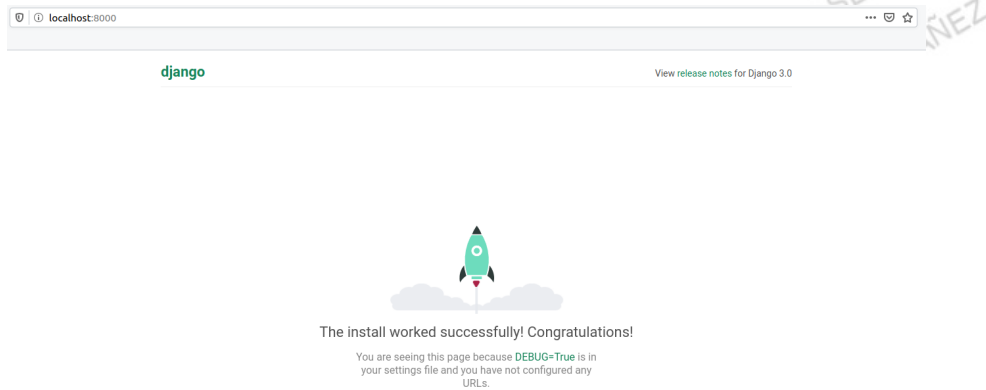 localhost:8000
django
View release notes for Django 3.0
The install worked successfully! Congratulations!
You are seeing this page because DEBUG=True is in
your settings file and you have not configured any
URLs.